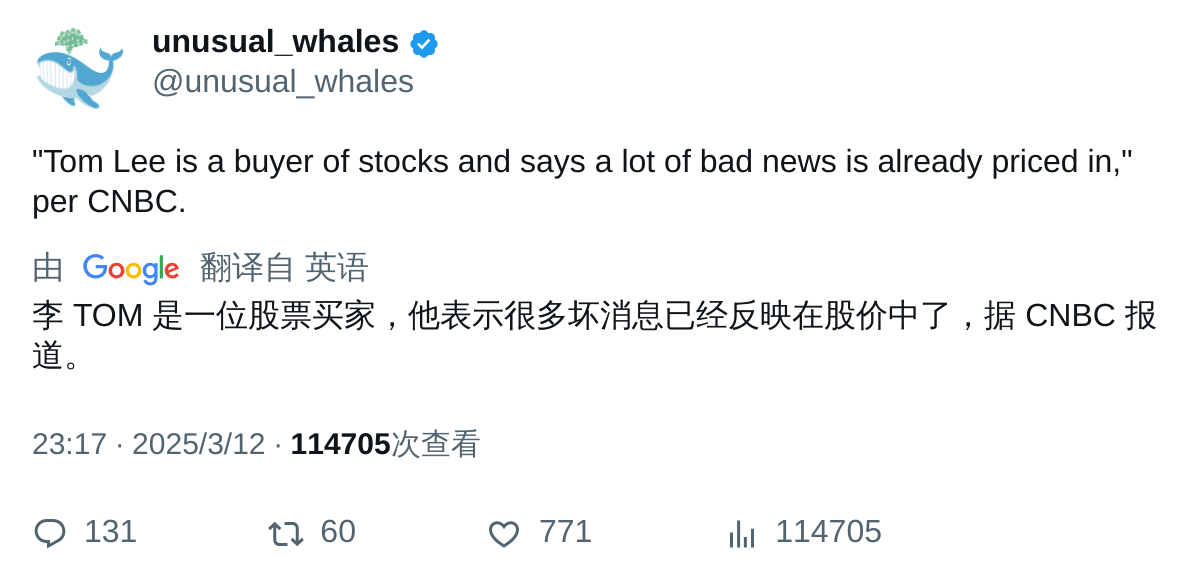 unusual_whales
@unusual_whales
"Tom Lee is a buyer of stocks and says a lot of bad news is already priced in,"
per CNBC.
由 Google 翻译自 英语
李 TOM 是一位股票买家，他表示很多坏消息已经反映在股价中了，据 CNBC 报
道。
23:17 · 2025/3/12 · 114705次查看
131 60 771 114705